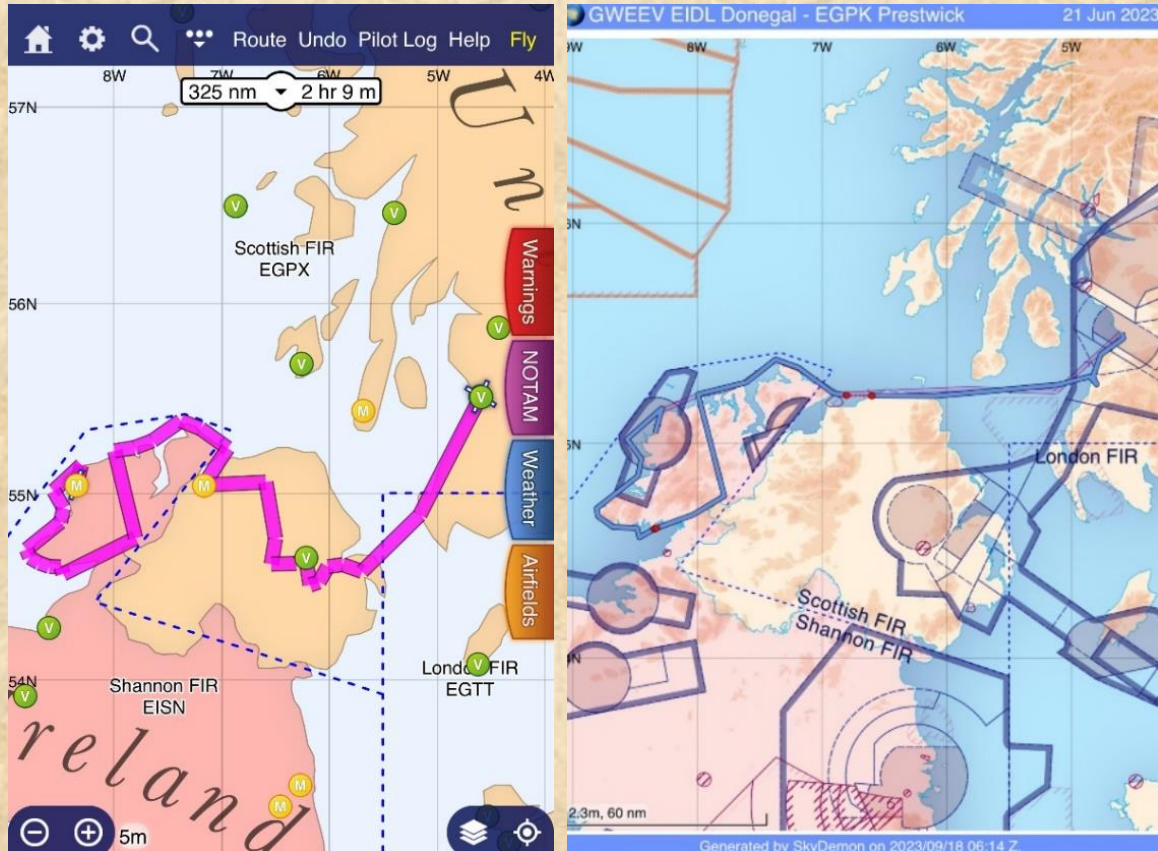 Route Undo Pilot Log Help Fly
8W 7W 6W 5W 4W
325 nm 2 hr 9 m
57N
U
n
V
V
Scottish FIR
EGPX
Warnings
56N
V
V
NOTAM
V
M
Weather
M
M
55N
V
Airfields
V
London FIR
EGTT
V
54N
Shannon FIR
EISN
V
reland
M
M
5m
GWEEV EIDL Donegal - EGPK Prestwick 21 Jun 2023
8W 7W 6W 5W
London FIR
Scottish FIR
Shannon FIR
2.3m, 60 nm
Generated by SkyDemon on 2023/09/18 06:14 Z.